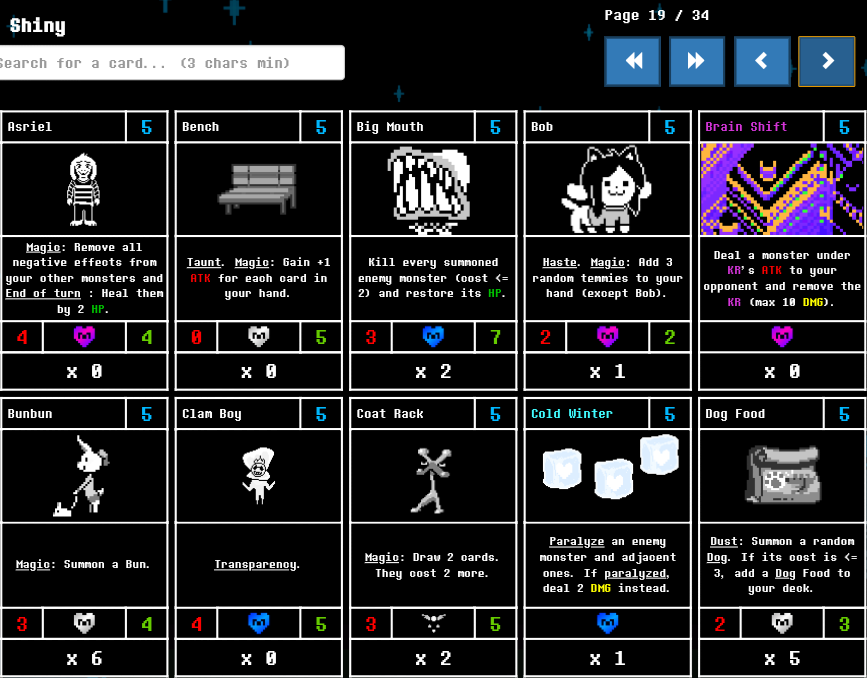 Shiny
Page 19 / 34
Search for a card... (3 chars min)
Asriel 5
Magic: Remove all
negative effects from
your other monsters and
End of turn : Heal them
by 2 HP.
4 4
x 0
Bench 5
Taunt. Magic: Gain +1
ATK for each card in
your hand.
0 5
x 0
Big Mouth 5
Kill every summoned
enemy monster (cost <=
2) and restore its HP.
3 7
x 2
Bob 5
Haste. Magic: Add 3
random temmies to your
hand (except Bob).
2 2
x 1
Brain Shift 5
Deal a monster under
KR's ATK to your
opponent and remove the
KR (max 10 DMG).
x 0
Bunbun 5
Magic: Summon a Bun.
3 4
x 6
Clam Boy 5
Transparency.
4 5
x 0
Coat Rack 5
Magic: Draw 2 cards.
They cost 2 more.
3 5
x 2
Cold Winter 5
Paralyze an enemy
monster and adjacent
ones. If paralyzed,
deal 2 DMG instead.
x 1
Dog Food 5
Dust: Summon a random
Dog. If its cost is <=
3, add a Dog Food to
your deck.
2 3
x 5